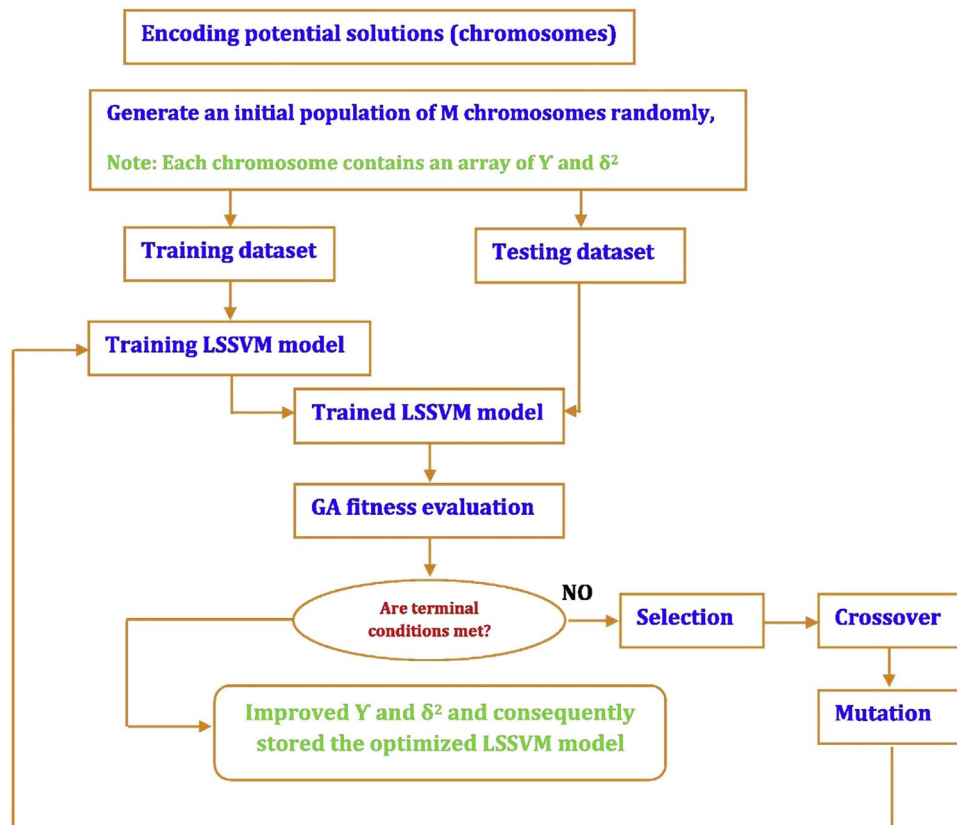 Encoding potential solutions (chromosomes)
Generate an initial population of M chromosomes randomly,
Note: Each chromosome contains an array of ϒ and δ²
Training dataset
Testing dataset
Training LSSVM model
Trained LSSVM model
GA fitness evaluation
NO
Are terminal
conditions met?
Selection
Crossover
Improved ϒ and δ² and consequently
stored the optimized LSSVM model
Mutation